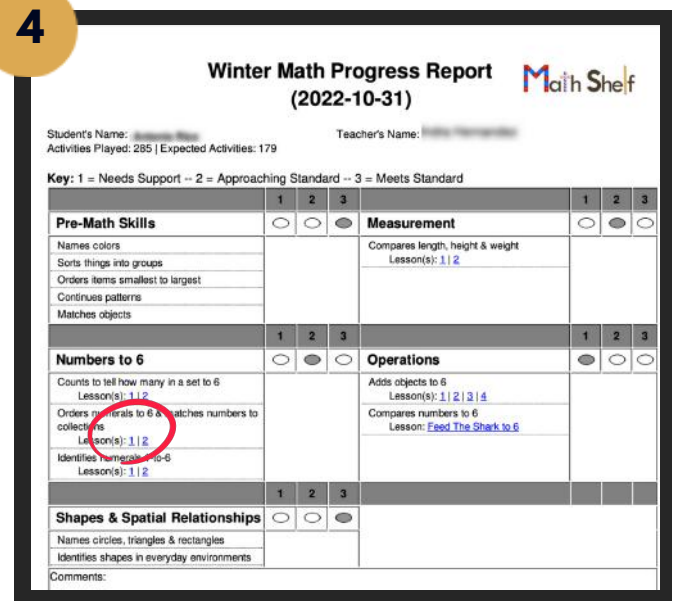 4
Winter Math Progress Report
(2022-10-31)
Math Shelf
Student's Name:
Teacher's Name:
Activities Played: 285 | Expected Activities: 179
Key: 1 = Needs Support -- 2 = Approaching Standard -- 3 = Meets Standard
1 2 3
Pre-Math Skills
Names colors
Sorts things into groups
Orders items smallest to largest
Continues patterns
Matches objects
1 2 3
Measurement
Compares length, height & weight
Lesson(s): 1 | 2
1 2 3
Numbers to 6
Counts to tell how many in a set to 6
Lesson(s): 1 | 2
Orders numerals to 6 & matches numbers to
collections
Lesson(s): 1 | 2
Identifies numerals 1-to-6
Lesson(s): 1 | 2
1 2 3
Operations
Adds objects to 6
Lesson(s): 1 | 2 | 3 | 4
Compares numbers to 6
Lesson: Feed The Shark to 6
1 2 3
Shapes & Spatial Relationships
Names circles, triangles & rectangles
Identifies shapes in everyday environments
Comments: